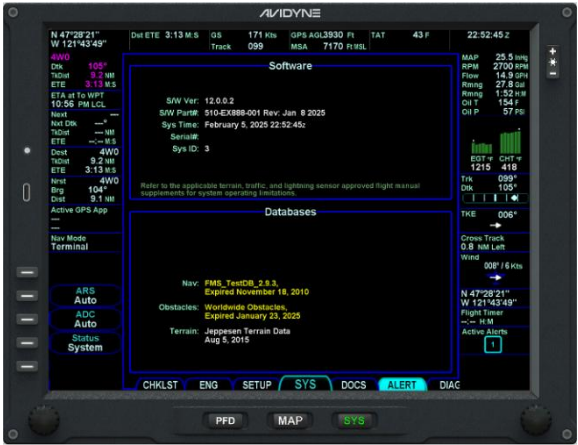 AVIDYNE
N 47°28'21"
W 121°43'49"
Dst ETE 3:13 M:S GS 171 Kts GPS AGL 3930 Ft TAT 43 F
Track 099 MSA 7170 Ft MSL
22:52:45 Z
4W0
Dtk 105°
TkDist 9.2 NM
ETE 3:13 M:S
ETA at To WPT
10:56 PM LCL
Next ----
Nxt Dtk ---°
TkDist --- NM
ETE --:-- M:S
Dest 4W0
TkDist 9.2 NM
ETE 3:13 M:S
Nrst 4W0
Brg 104°
Dist 9.1 NM
Active GPS App
---
---
Nav Mode
Terminal
ARS
Auto
ADC
Auto
Status
System
Software
S/W Ver: 12.0.0.2
S/W Part#: 510-EX888-001 Rev: Jan 8 2025
Sys Time: February 5, 2025 22:52:45z
Serial#:
Sys ID: 3
Refer to the applicable terrain, traffic, and lightning sensor approved flight manual
supplements for system operating limitations.
Databases
Nav: FMS_TestDB_2.9.3,
Expired November 18, 2010
Obstacles: Worldwide Obstacles,
Expired January 23, 2025
Terrain: Jeppesen Terrain Data
Aug 5, 2015
MAP 25.5 InHg
RPM 2700 RPM
Flow 14.9 GPH
Rmng 27.8 Gal
Rmng 1:52 H:M
Oil T 154 F
Oil P 57 PSI
EGT °F CHT °F
1215 418
Trk 099°
Dtk 105°
TKE 006°
Cross Track
0.8 NM Left
Wind
008° / 6 Kts
N 47°28'21"
W 121°43'49"
Flight Timer
--:-- H:M
Active Alerts
1
CHKLST ENG SETUP SYS DOCS ALERT DIAG
PFD MAP SYS